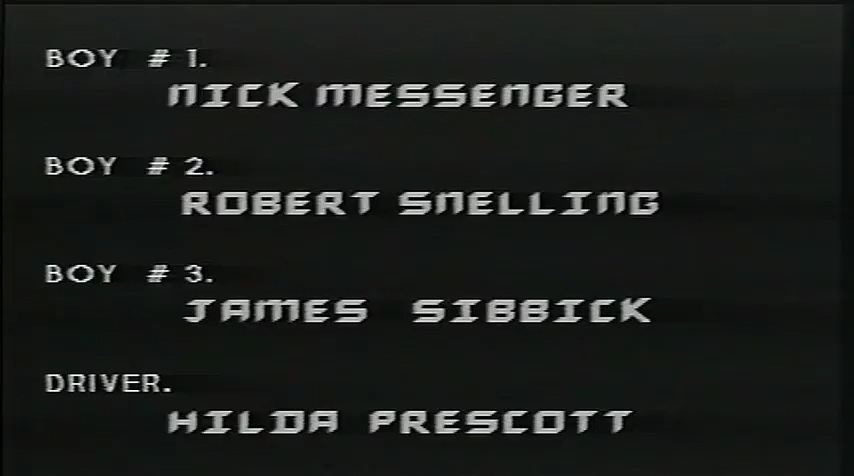 BOY # 1.
NICK MESSENGER
BOY # 2.
ROBERT SNELLING
BOY # 3.
JAMES SIBBICK
DRIVER.
HILDA PRESCOTT